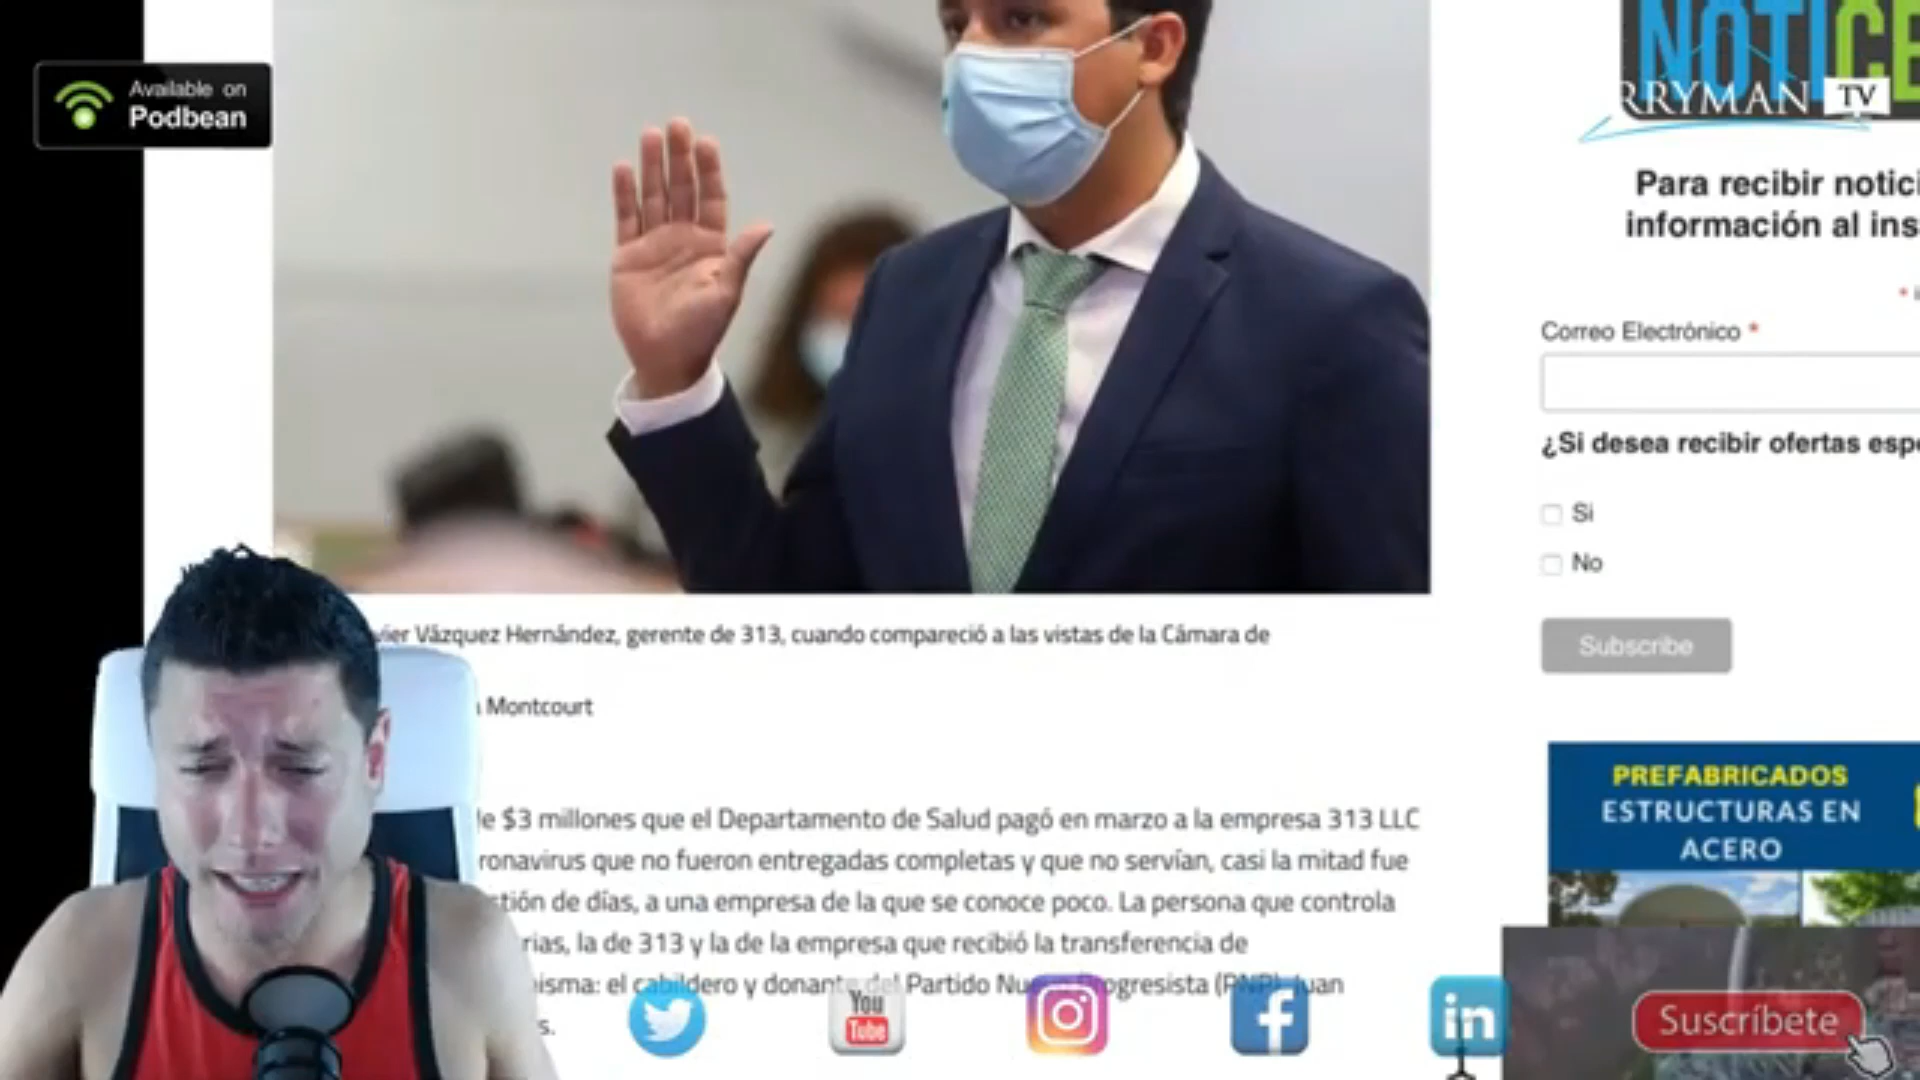 Available on
Podbean
NOTICE
RRYMAN TV
Para recibir notici
información al ins
*
Correo Electrónico *
¿Si desea recibir ofertas espe
Si
No
Subscribe
vier Vázquez Hernández, gerente de 313, cuando compareció a las vistas de la Cámara de
Montcourt
le $3 millones que el Departamento de Salud pagó en marzo a la empresa 313 LLC
ronavirus que no fueron entregadas completas y que no servían, casi la mitad fue
stión de días, a una empresa de la que se conoce poco. La persona que controla
rias, la de 313 y la de la empresa que recibió la transferencia de
isma: el cabildero y donante del Partido Nuevo Progresista (PNP), Juan
s.
PREFABRICADOS
ESTRUCTURAS EN
ACERO
You
Tube
in
Suscríbete